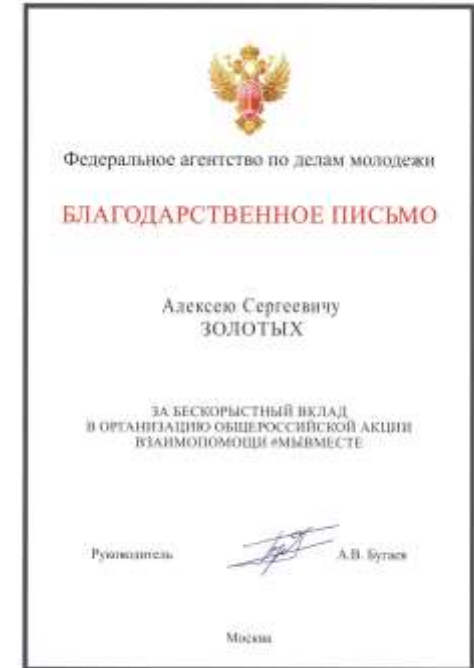 Федеральное агентство по делам молодежи
БЛАГОДАРСТВЕННОЕ ПИСЬМО
Алексею Сергеевичу
ЗОЛОТЫХ
ЗА БЕСКОРЫСТНЫЙ ВКЛАД
В ОРГАНИЗАЦИЮ ОБЩЕРОССИЙСКОЙ АКЦИИ
ВЗАИМОПОМОЩИ #МЫВМЕСТЕ
Руководитель
А.В. Бугаев
Москва